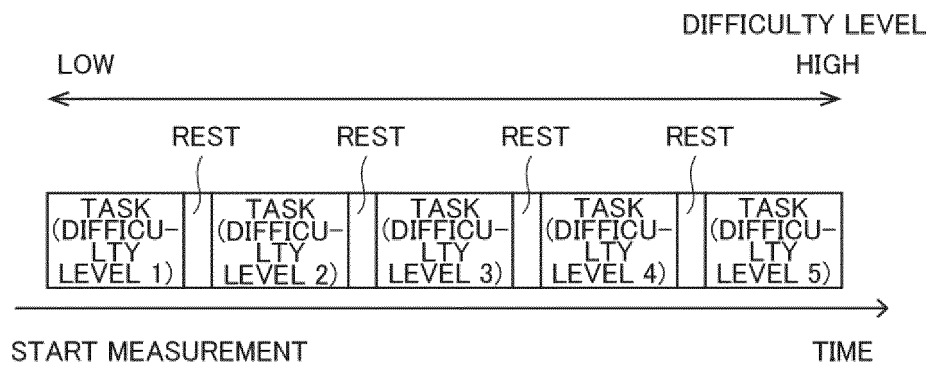 DIFFICULTY LEVEL
LOW
HIGH
REST
REST
REST
REST
TASK
(DIFFICU-
LTY
LEVEL 1)
TASK
(DIFFICU-
LTY
LEVEL 2)
TASK
(DIFFICU-
LTY
LEVEL 3)
TASK
(DIFFICU-
LTY
LEVEL 4)
TASK
(DIFFICU-
LTY
LEVEL 5)
START MEASUREMENT
TIME